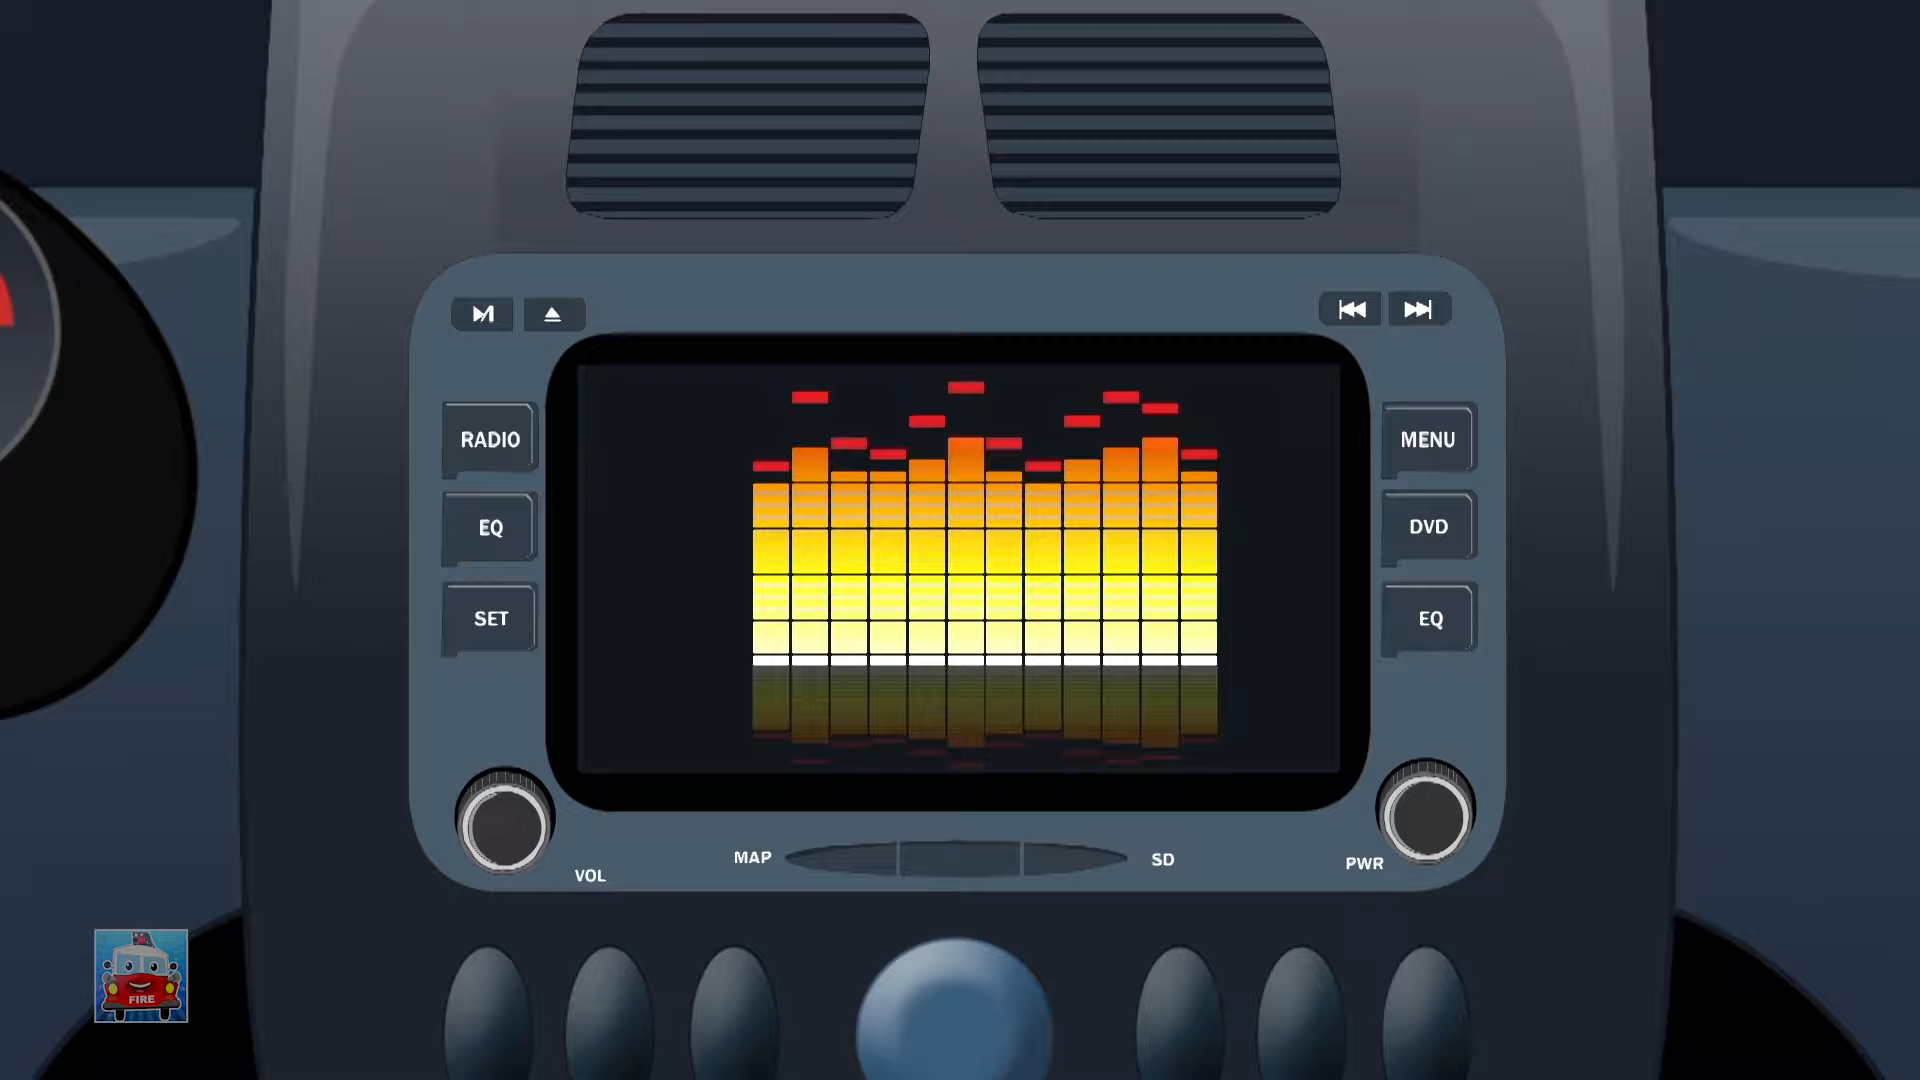 RADIO
MENU
EQ
DVD
SET
EQ
MAP
SD
PWR
VOL
FIRE